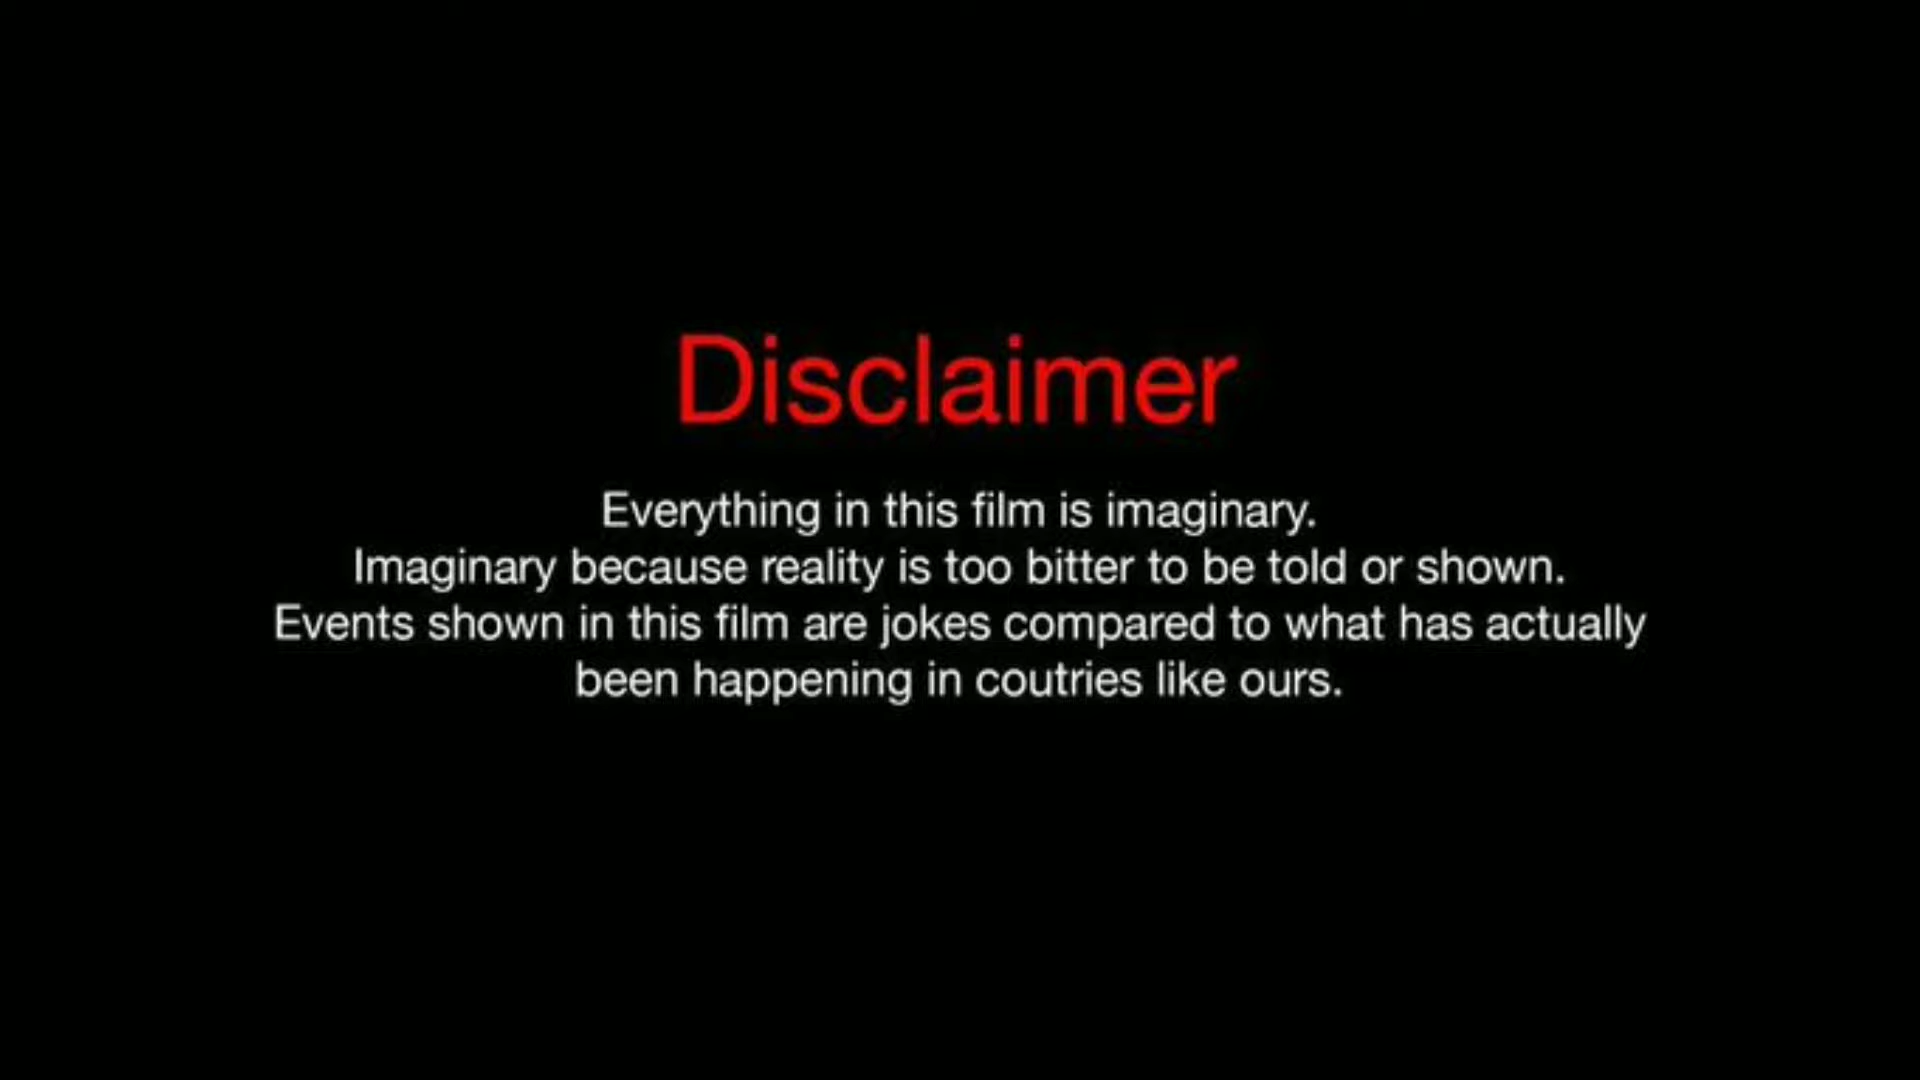 Disclaimer
Everything in this film is imaginary.
Imaginary because reality is too bitter to be told or shown.
Events shown in this film are jokes compared to what has actually
been happening in coutries like ours.